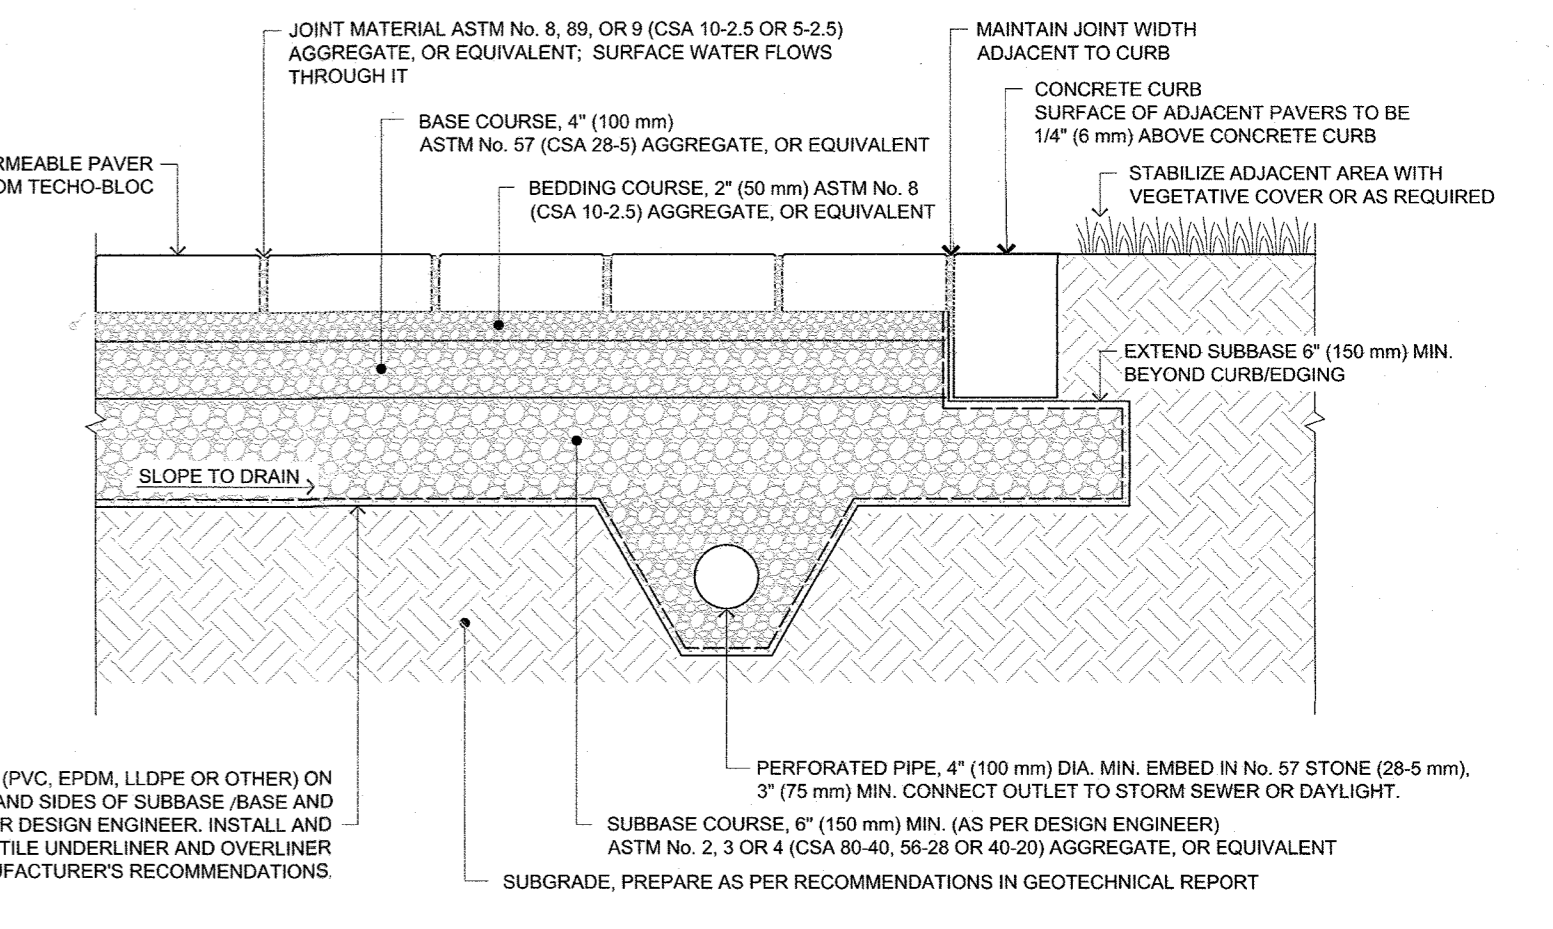 JOINT MATERIAL ASTM No. 8, 89, OR 9 (CSA 10-2.5 OR 5-2.5)
AGGREGATE, OR EQUIVALENT; SURFACE WATER FLOWS
THROUGH IT
MAINTAIN JOINT WIDTH
ADJACENT TO CURB
CONCRETE CURB
SURFACE OF ADJACENT PAVERS TO BE
1/4" (6 mm) ABOVE CONCRETE CURB
BASE COURSE, 4" (100 mm)
ASTM No. 57 (CSA 28-5) AGGREGATE, OR EQUIVALENT
RMEABLE PAVER
OM TECHO-BLOC
BEDDING COURSE, 2" (50 mm) ASTM No. 8
(CSA 10-2.5) AGGREGATE, OR EQUIVALENT
STABILIZE ADJACENT AREA WITH
VEGETATIVE COVER OR AS REQUIRED
EXTEND SUBBASE 6" (150 mm) MIN.
BEYOND CURB/EDGING
SLOPE TO DRAIN
(PVC, EPDM, LLDPE OR OTHER) ON
AND SIDES OF SUBBASE /BASE AND
R DESIGN ENGINEER. INSTALL AND
TILE UNDERLINER AND OVERLINER
UFACTURER'S RECOMMENDATIONS.
PERFORATED PIPE, 4" (100 mm) DIA. MIN. EMBED IN No. 57 STONE (28-5 mm),
3" (75 mm) MIN. CONNECT OUTLET TO STORM SEWER OR DAYLIGHT.
SUBBASE COURSE, 6" (150 mm) MIN. (AS PER DESIGN ENGINEER)
ASTM No. 2, 3 OR 4 (CSA 80-40, 56-28 OR 40-20) AGGREGATE, OR EQUIVALENT
SUBGRADE, PREPARE AS PER RECOMMENDATIONS IN GEOTECHNICAL REPORT